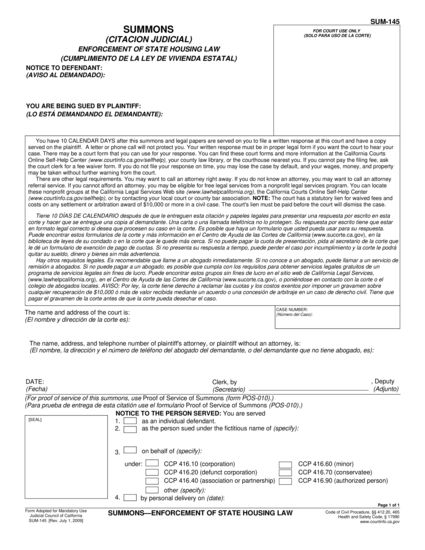 SUM-145
SUMMONS
(CITACION JUDICIAL)
ENFORCEMENT OF STATE HOUSING LAW
(CUMPLIMIENTO DE LA LEY DE VIVIENDA ESTATAL)
FOR COURT USE ONLY
(SOLO PARA USO DE LA CORTE)
NOTICE TO DEFENDANT:
(AVISO AL DEMANDADO):
YOU ARE BEING SUED BY PLAINTIFF:
(LO ESTÁ DEMANDANDO EL DEMANDANTE):
You have 10 CALENDAR DAYS after this summons and legal papers are served on you to file a written response at this court and have a copy
served on the plaintiff. A letter or phone call will not protect you. Your written response must be in proper legal form if you want the court to hear your
case. There may be a court form that you can use for your response. You can find these court forms and more information at the California Courts
Online Self-Help Center (www.courtinfo.ca.gov/selfhelp), your county law library, or the courthouse nearest you. If you cannot pay the filing fee, ask
the court clerk for a fee waiver form. If you do not file your response on time, you may lose the case by default, and your wages, money, and property
may be taken without further warning from the court.
There are other legal requirements. You may want to call an attorney right away. If you do not know an attorney, you may want to call an attorney
referral service. If you cannot afford an attorney, you may be eligible for free legal services from a nonprofit legal services program. You can locate
these nonprofit groups at the California Legal Services Web site (www.lawhelpcalifornia.org), the California Courts Online Self-Help Center
(www.courtinfo.ca.gov/selfhelp), or by contacting your local court or county bar association. NOTE: The court has a statutory lien for waived fees and
costs on any settlement or arbitration award of $10,000 or more in a civil case. The court's lien must be paid before the court will dismiss the case.
Tiene 10 DÍAS DE CALENDARIO después de que le entreguen esta citación y papeles legales para presentar una respuesta por escrito en esta
corte y hacer que se entregue una copia al demandante. Una carta o una llamada telefónica no lo protegen. Su respuesta por escrito tiene que estar
en formato legal correcto si desea que procesen su caso en la corte. Es posible que haya un formulario que usted pueda usar para su respuesta.
Puede encontrar estos formularios de la corte y más información en el Centro de Ayuda de las Cortes de California (www.sucorte.ca.gov), en la
biblioteca de leyes de su condado o en la corte que le quede más cerca. Si no puede pagar la cuota de presentación, pida al secretario de la corte que
le dé un formulario de exención de pago de cuotas. Si no presenta su respuesta a tiempo, puede perder el caso por incumplimiento y la corte le podrá
quitar su sueldo, dinero y bienes sin más advertencia.
Hay otros requisitos legales. Es recomendable que llame a un abogado inmediatamente. Si no conoce a un abogado, puede llamar a un servicio de
remisión a abogados. Si no puede pagar a un abogado, es posible que cumpla con los requisitos para obtener servicios legales gratuitos de un
programa de servicios legales sin fines de lucro. Puede encontrar estos grupos sin fines de lucro en el sitio web de California Legal Services,
(www.lawhelpcalifornia.org), en el Centro de Ayuda de las Cortes de California (www.sucorte.ca.gov), o poniéndose en contacto con la corte o el
colegio de abogados locales. AVISO: Por ley, la corte tiene derecho a reclamar las cuotas y los costos exentos por imponer un gravamen sobre
cualquier recuperación de $10,000 ó más de valor recibida mediante un acuerdo o una concesión de arbitraje en un caso de derecho civil. Tiene que
pagar el gravamen de la corte antes de que la corte pueda desechar el caso.
The name and address of the court is:
(El nombre y dirección de la corte es):
CASE NUMBER:
(Número del Caso):
The name, address, and telephone number of plaintiff's attorney, or plaintiff without an attorney, is:
(El nombre, la dirección y el número de teléfono del abogado del demandante, o del demandante que no tiene abogado, es):
DATE:
(Fecha)
Clerk, by
(Secretario)
, Deputy
(Adjunto)
(For proof of service of this summons, use Proof of Service of Summons (form POS-010).)
(Para prueba de entrega de esta citatión use el formulario Proof of Service of Summons (POS-010).)
[SEAL]
NOTICE TO THE PERSON SERVED: You are served
1. as an individual defendant.
2. as the person sued under the fictitious name of (specify):
3. on behalf of (specify):
under: CCP 416.10 (corporation) CCP 416.60 (minor)
CCP 416.20 (defunct corporation) CCP 416.70 (conservatee)
CCP 416.40 (association or partnership) CCP 416.90 (authorized person)
other (specify):
4. by personal delivery on (date):
Page 1 of 1
Form Adopted for Mandatory Use
Judicial Council of California
SUM-145 [Rev. July 1, 2009]
SUMMONS—ENFORCEMENT OF STATE HOUSING LAW
Code of Civil Procedure, §§ 412.20, 465
Health and Safety Code, § 17990
www.courtinfo.ca.gov